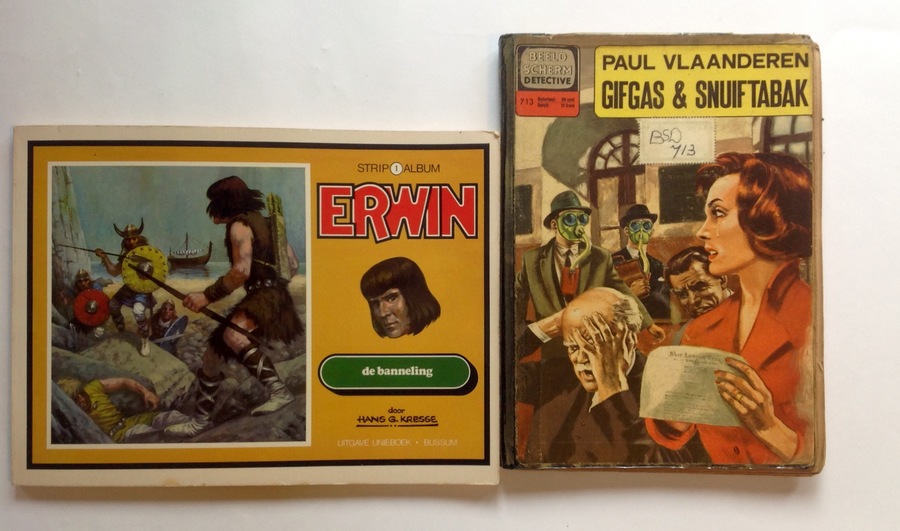 STRIP 1 ALBUM
ERWIN
de banneling
door
HANS G. KRESSE
UITGAVE UNIEBOEK · BUSSUM
BEELD
SCHERM
DETECTIVE
713
PAUL VLAANDEREN
GIFGAS & SNUIFTABAK
BSD
713